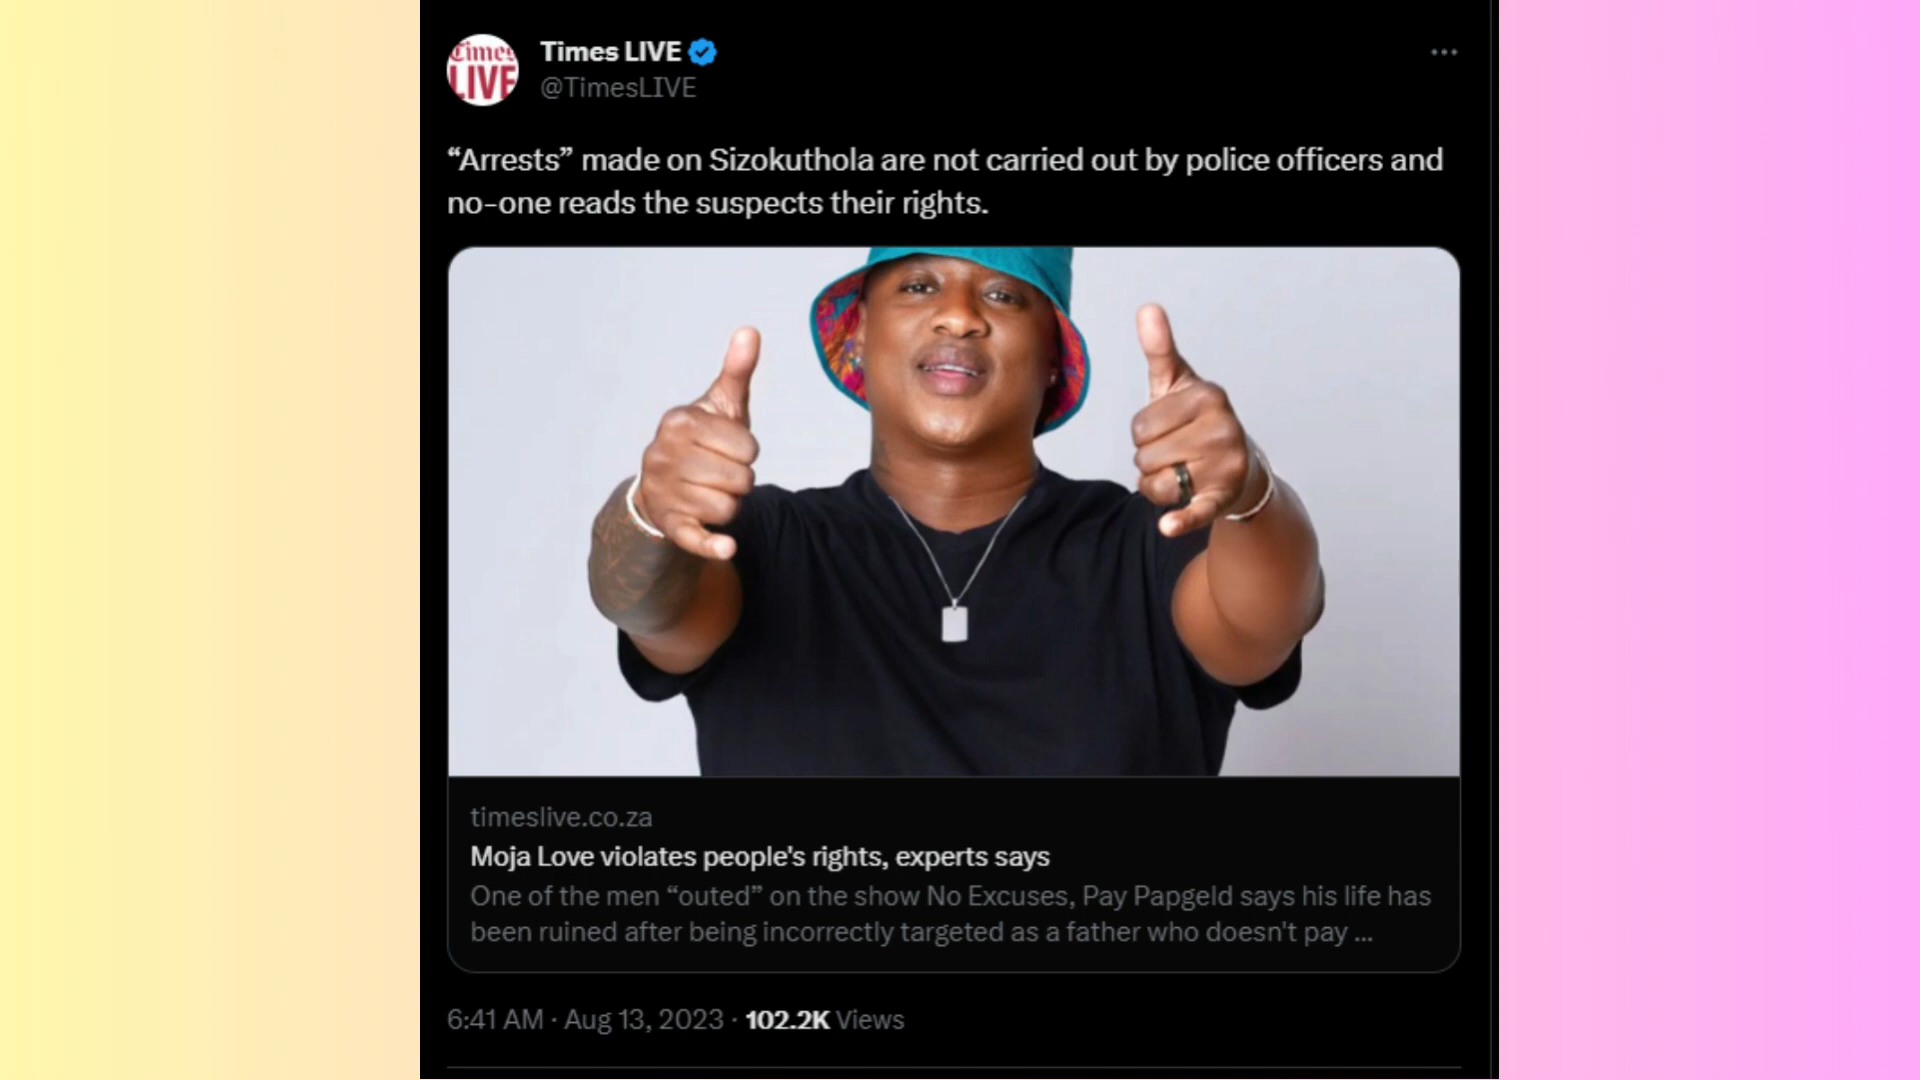 Times
LIVE
Times LIVE
@TimesLIVE
“Arrests” made on Sizokuthola are not carried out by police officers and
no-one reads the suspects their rights.
timeslive.co.za
Moja Love violates people's rights, experts says
One of the men “outed” on the show No Excuses, Pay Papgeld says his life has
been ruined after being incorrectly targeted as a father who doesn't pay ...
6:41 AM · Aug 13, 2023 · 102.2K Views